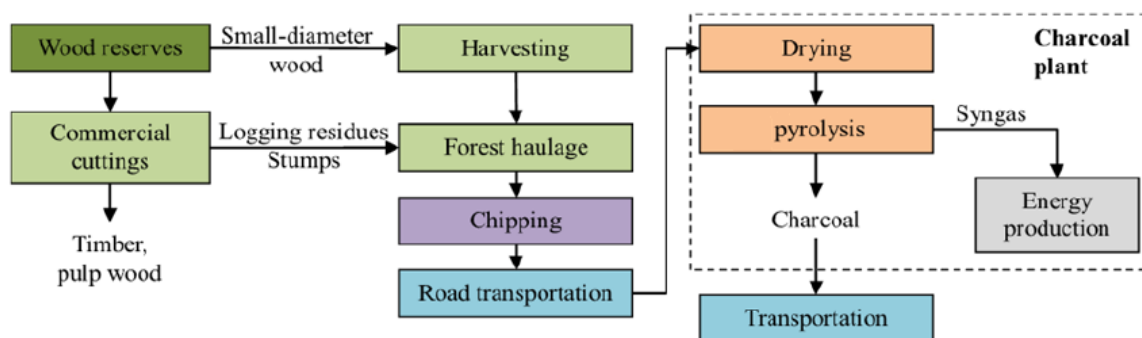 Wood reserves
Small-diameter
wood
Harvesting
Commercial
cuttings
Logging residues
Stumps
Forest haulage
Timber,
pulp wood
Chipping
Road transportation
Drying
Charcoal
plant
pyrolysis
Syngas
Charcoal
Energy
production
Transportation